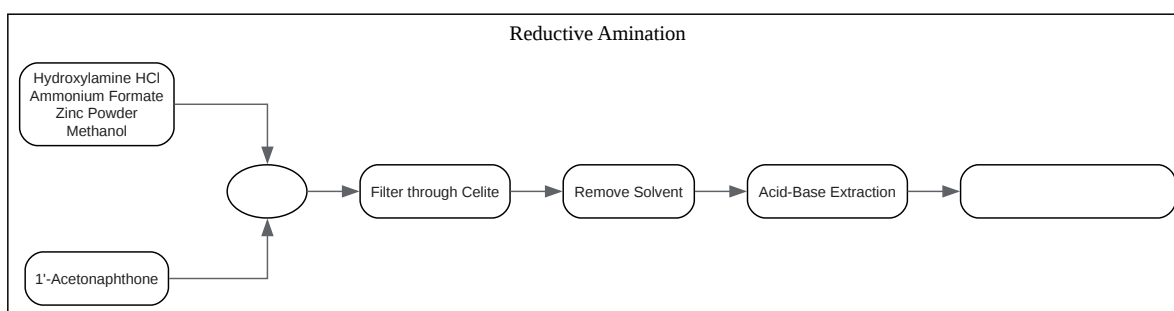 Reductive Amination
Hydroxylamine HCl
Ammonium Formate
Zinc Powder
Methanol
Filter through Celite
Remove Solvent
Acid-Base Extraction
1'-Acetonaphthone